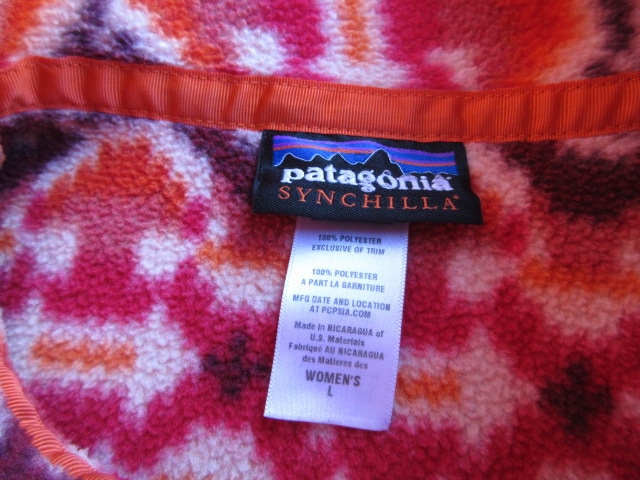 patagonia
SYNCHILLA®
100% POLYESTER
EXCLUSIVE OF TRIM
100% POLYESTER
A PART LA GARNITURE
MFG DATE AND LOCATION
AT PCPSIA.COM
Made in NICARAGUA of
U.S. Materials
Fabriqué AU NICARAGUA
des Matieres des
WOMEN'S
L